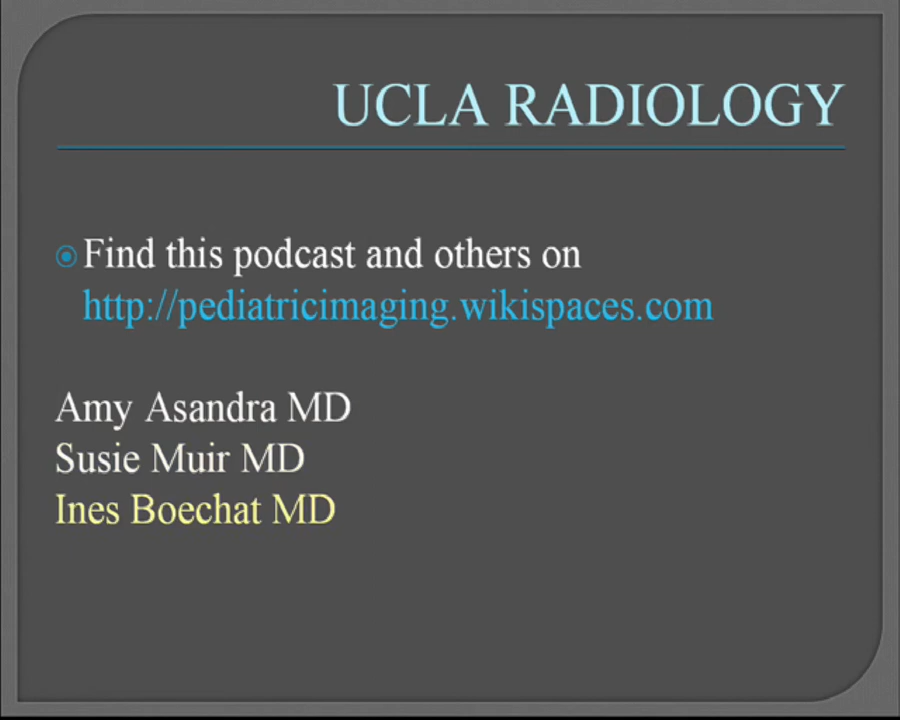 UCLA RADIOLOGY
Find this podcast and others on
http://pediatricimaging.wikispaces.com
Amy Asandra MD
Susie Muir MD
Ines Boechat MD